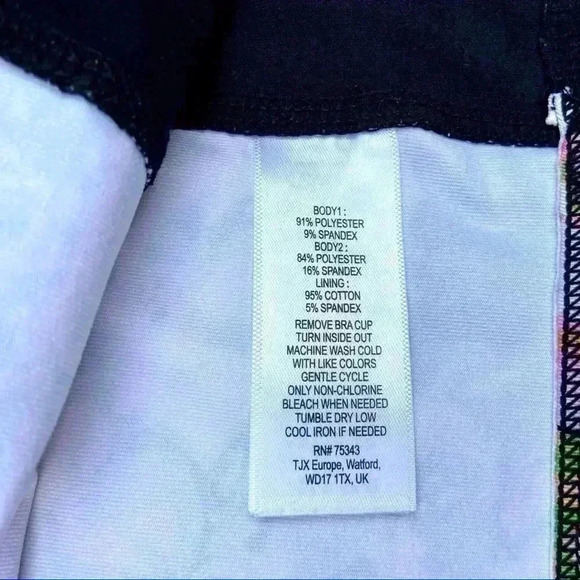 BODY1 :
91% POLYESTER
9% SPANDEX
BODY2 :
84% POLYESTER
16% SPANDEX
LINING :
95% COTTON
5% SPANDEX
REMOVE BRA CUP
TURN INSIDE OUT
MACHINE WASH COLD
WITH LIKE COLORS
GENTLE CYCLE
ONLY NON-CHLORINE
BLEACH WHEN NEEDED
TUMBLE DRY LOW
COOL IRON IF NEEDED
RN# 75343
TJX Europe, Watford,
WD17 1TX, UK